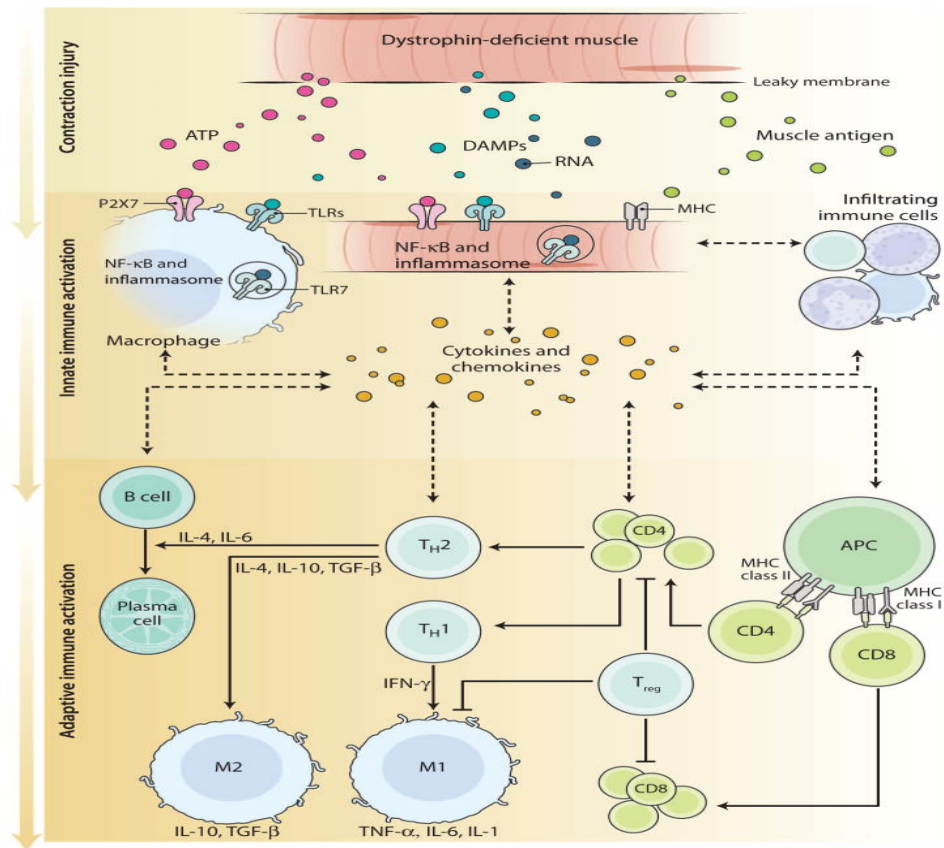 Contraction injury
Dystrophin-deficient muscle
Leaky membrane
ATP
DAMPs
RNA
Muscle antigen
Innate immune activation
P2X7
TLRs
MHC
Infiltrating
immune cells
NF-κB and
inflammasome
NF-κB and
inflammasome
TLR7
Macrophage
Cytokines and
chemokines
Adaptive immune activation
B cell
IL-4, IL-6
TH2
CD4
APC
IL-4, IL-10, TGF-β
MHC
class II
MHC
class I
Plasma
cell
TH1
CD4
CD8
IFN-γ
Treg
M2
M1
CD8
IL-10, TGF-β
TNF-α, IL-6, IL-1